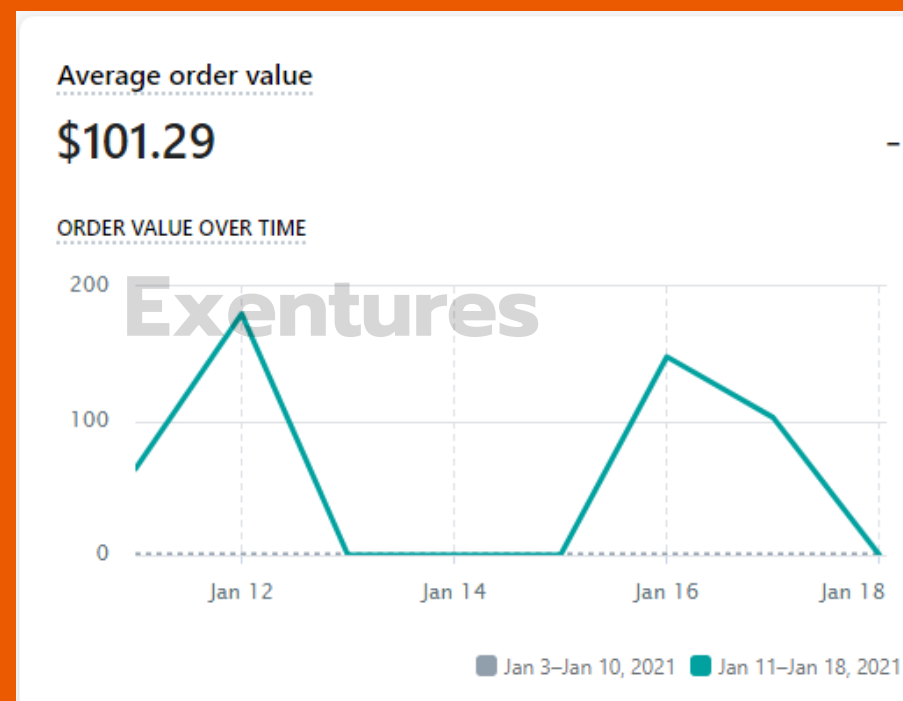 Average order value
$101.29
-
ORDER VALUE OVER TIME
200
Exentures
100
0
Jan 12 Jan 14 Jan 16 Jan 18
Jan 3–Jan 10, 2021 Jan 11–Jan 18, 2021